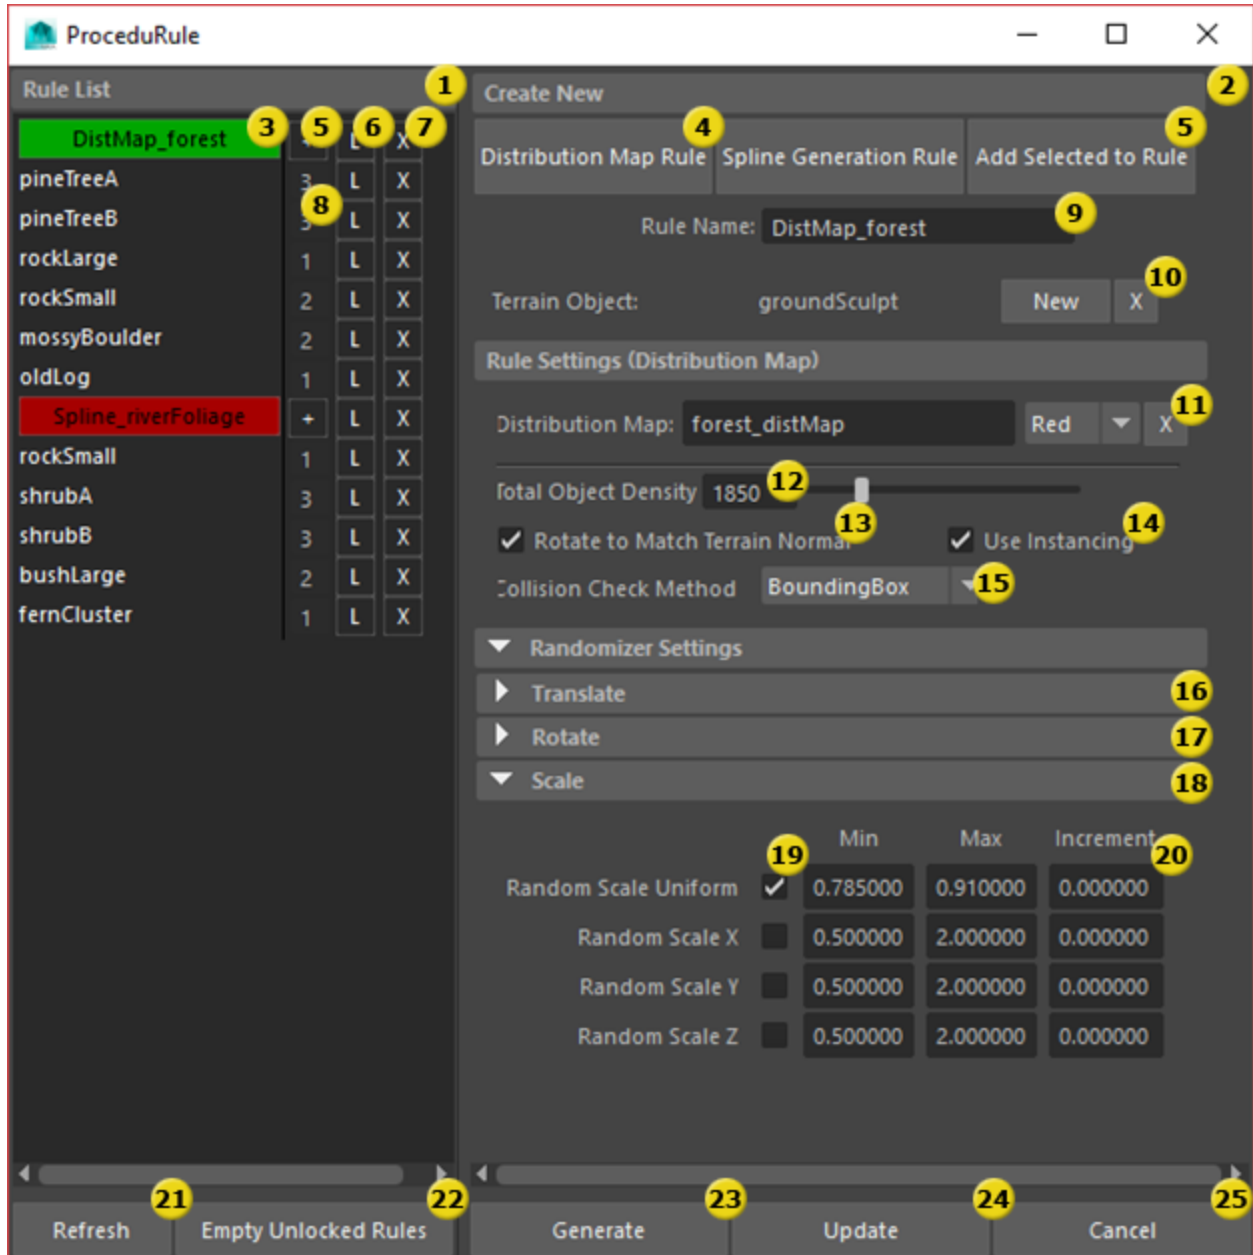 ProceduRule
Rule List 1
Create New 2
DistMap_forest 3 5 6 7
4 5
Distribution Map Rule Spline Generation Rule Add Selected to Rule
pineTreeA 3 L X
pineTreeB 8 L X
Rule Name: DistMap_forest 9
rockLarge 1 L X
rockSmall 2 L X
Terrain Object: groundSculpt New X 10
mossyBoulder 2 L X
oldLog 1 L X
Rule Settings (Distribution Map)
Spline_riverFoliage + L X
Distribution Map: forest_distMap Red X 11
rockSmall 1 L X
shrubA 3 L X
Total Object Density 1850 12
13 14
shrubB 3 L X
Rotate to Match Terrain Normal Use Instancing
bushLarge 2 L X
Collision Check Method BoundingBox 15
fernCluster 1 L X
Randomizer Settings
Translate 16
Rotate 17
Scale 18
Min Max Increment
19 20
Random Scale Uniform 0.785000 0.910000 0.000000
Random Scale X 0.500000 2.000000 0.000000
Random Scale Y 0.500000 2.000000 0.000000
Random Scale Z 0.500000 2.000000 0.000000
21 22 23 24 25
Refresh Empty Unlocked Rules Generate Update Cancel